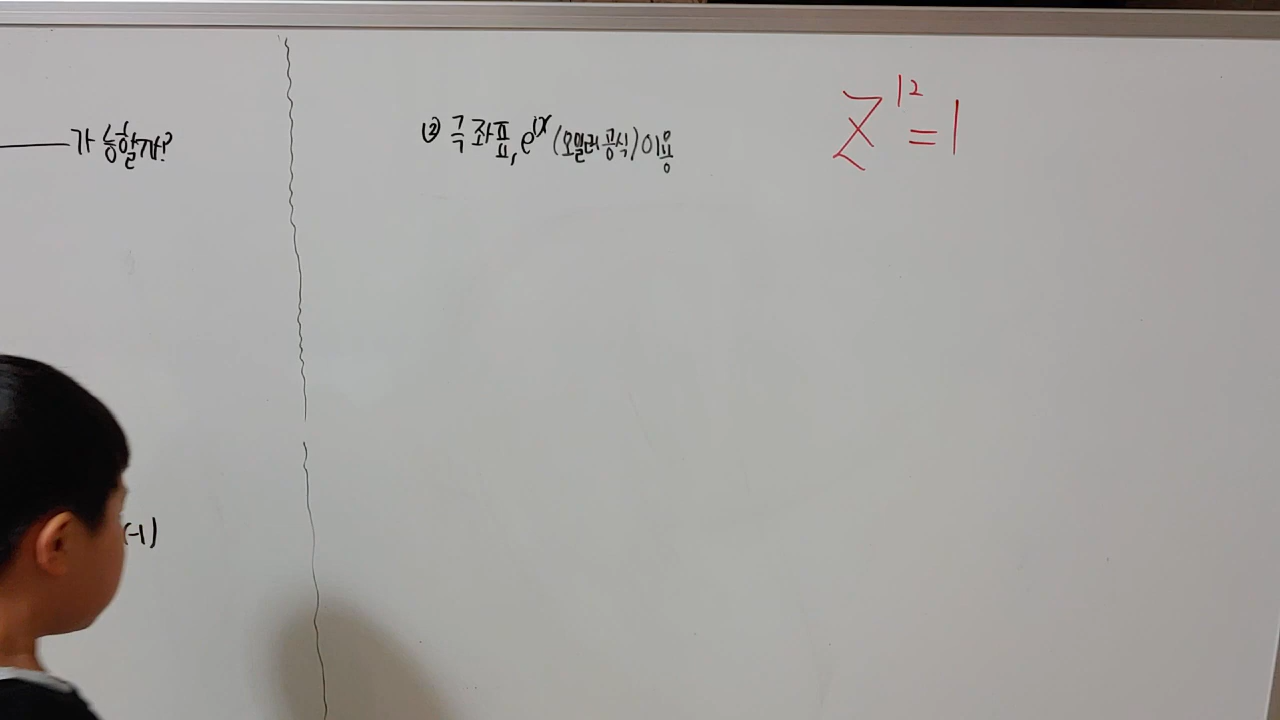 가능할까?
② 극좌표, e^ix (오일러 공식) 이용
Z^12 = 1
(-1)